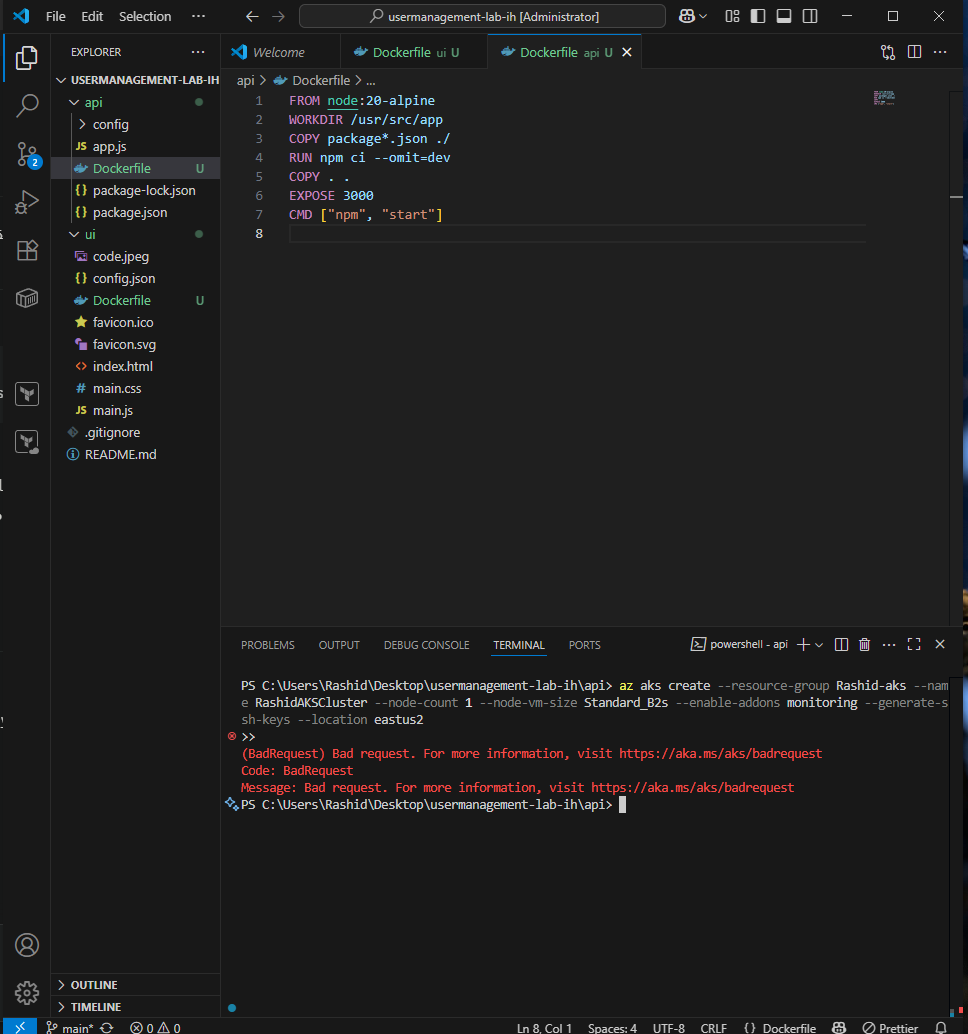 File Edit Selection ··· usermanagement-lab-ih [Administrator]
EXPLORER ···
USERMANAGEMENT-LAB-IH
api
config
JS app.js
Dockerfile U
{} package-lock.json
{} package.json
ui
code.jpeg
{} config.json
Dockerfile U
favicon.ico
favicon.svg
<> index.html
# main.css
JS main.js
.gitignore
README.md
OUTLINE
TIMELINE
2
Welcome Dockerfile ui U Dockerfile api U
api > Dockerfile > ...
1 FROM node:20-alpine
2 WORKDIR /usr/src/app
3 COPY package*.json ./
4 RUN npm ci --omit=dev
5 COPY . .
6 EXPOSE 3000
7 CMD ["npm", "start"]
8
PROBLEMS OUTPUT DEBUG CONSOLE TERMINAL PORTS powershell - api
PS C:\Users\Rashid\Desktop\usermanagement-lab-ih\api> az aks create --resource-group Rashid-aks --nam
e RashidAKSCluster --node-count 1 --node-vm-size Standard_B2s --enable-addons monitoring --generate-s
sh-keys --location eastus2
>>
(BadRequest) Bad request. For more information, visit https://aka.ms/aks/badrequest
Code: BadRequest
Message: Bad request. For more information, visit https://aka.ms/aks/badrequest
PS C:\Users\Rashid\Desktop\usermanagement-lab-ih\api>
main* 0 0 Ln 8, Col 1 Spaces: 4 UTF-8 CRLF {} Dockerfile Prettier